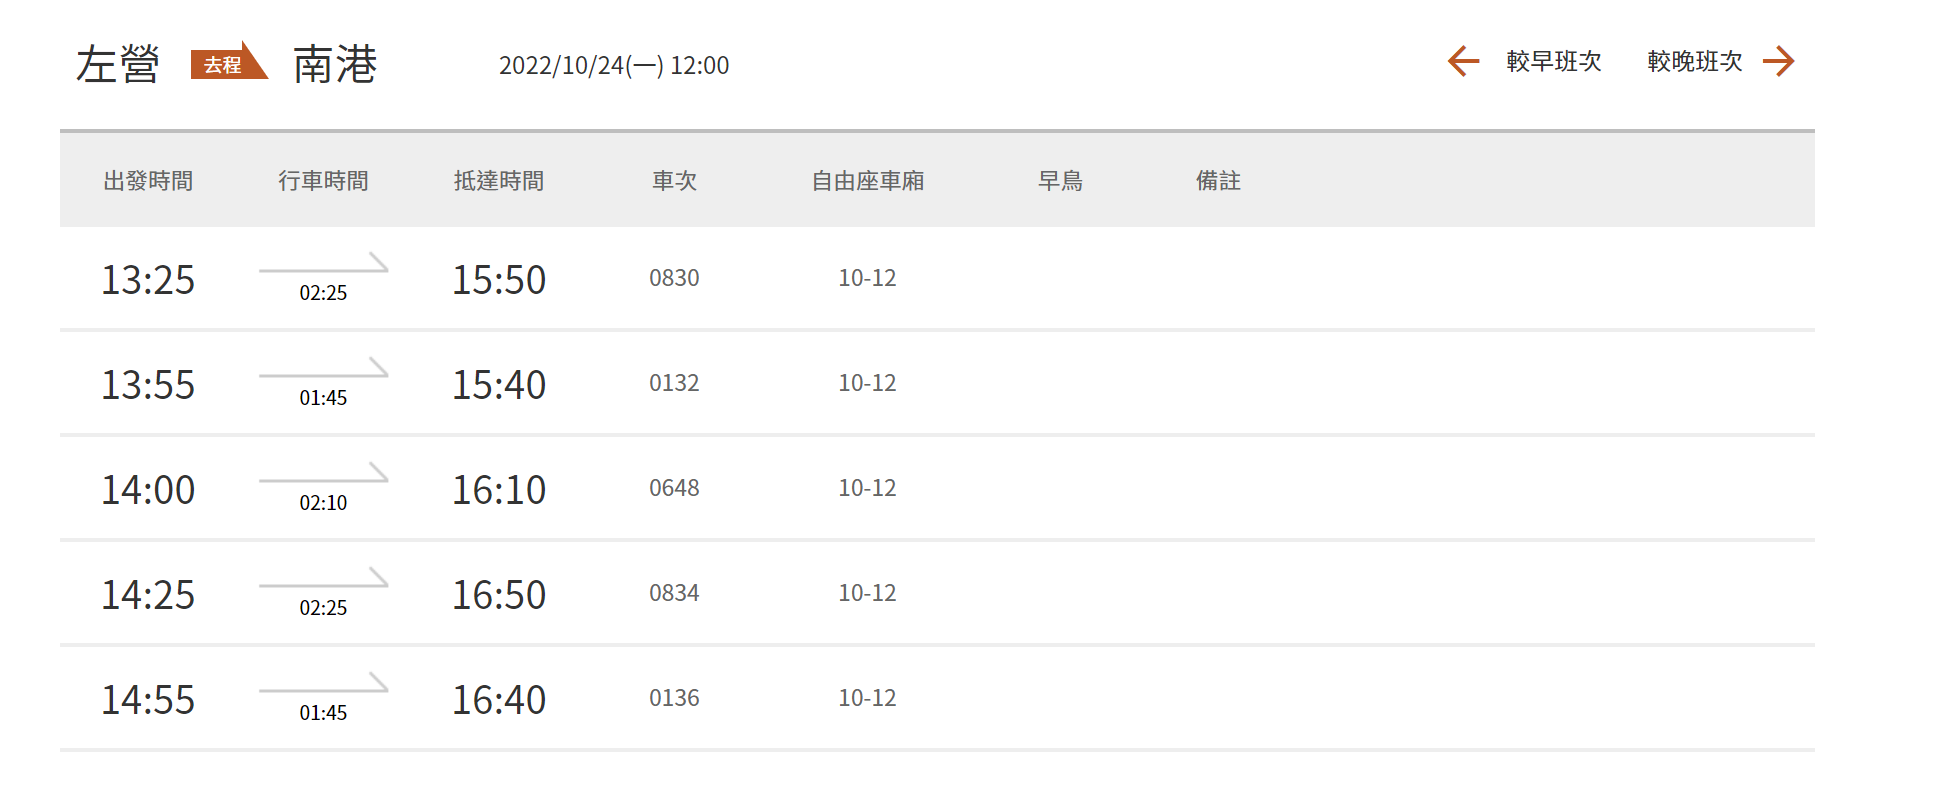 左營 去程 南港 2022/10/24(一) 12:00 較早班次 較晚班次
出發時間 行車時間 抵達時間 車次 自由座車廂 早鳥 備註
13:25 02:25 15:50 0830 10-12
13:55 01:45 15:40 0132 10-12
14:00 02:10 16:10 0648 10-12
14:25 02:25 16:50 0834 10-12
14:55 01:45 16:40 0136 10-12